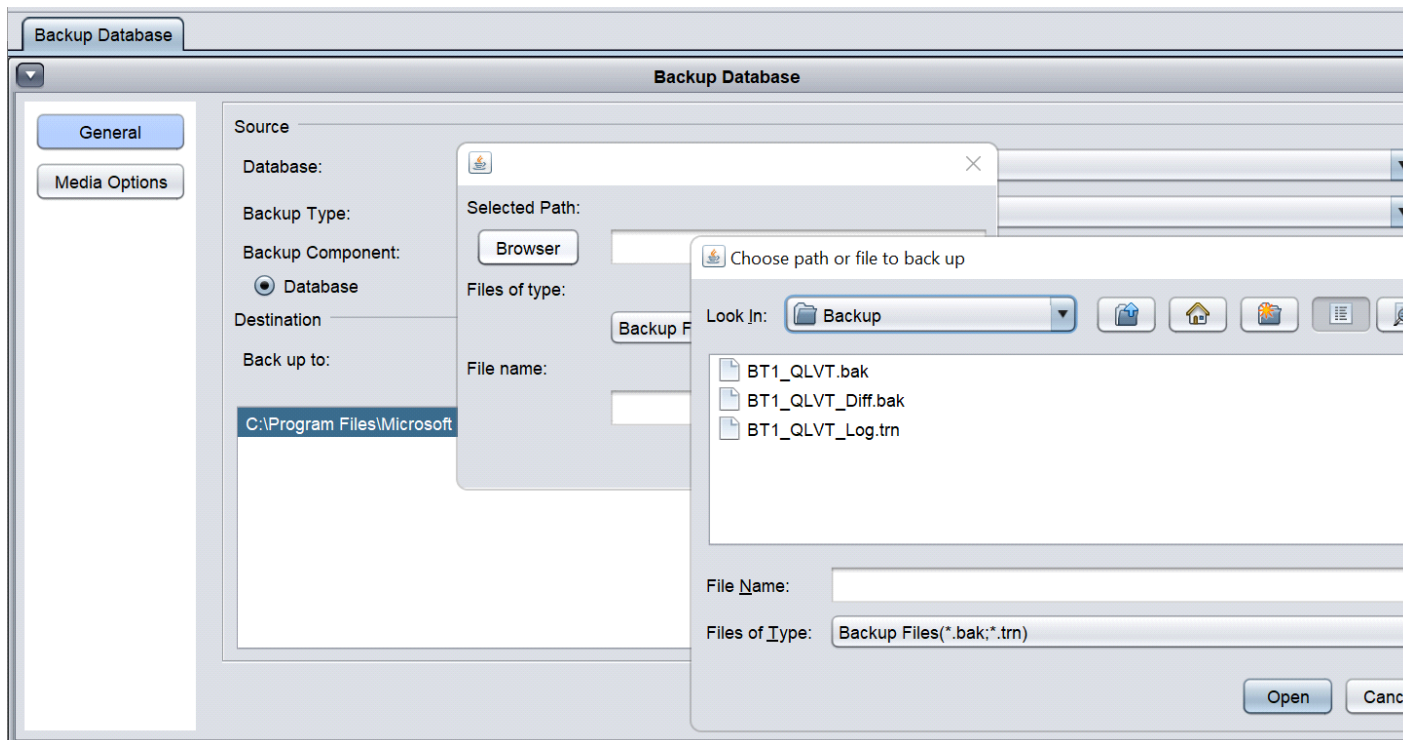 Backup Database
Backup Database
General
Media Options
Source
Database:
Backup Type:
Backup Component:
Database
Destination
Back up to:
C:\Program Files\Microsoft
Selected Path:
Browser
Files of type:
Backup F
File name:
Choose path or file to back up
Look In:
Backup
BT1_QLVT.bak
BT1_QLVT_Diff.bak
BT1_QLVT_Log.trn
File Name:
Files of Type:
Backup Files(*.bak;*.trn)
Open
Canc